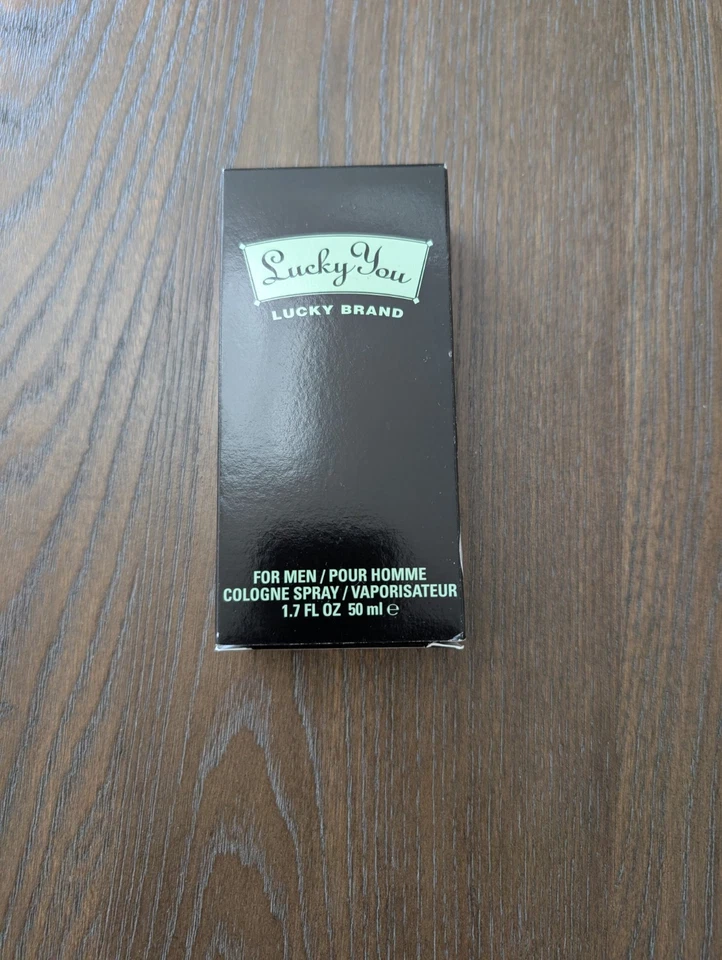 Lucky You
LUCKY BRAND
FOR MEN / POUR HOMME
COLOGNE SPRAY / VAPORISATEUR
1.7 FL OZ 50 ml ℮